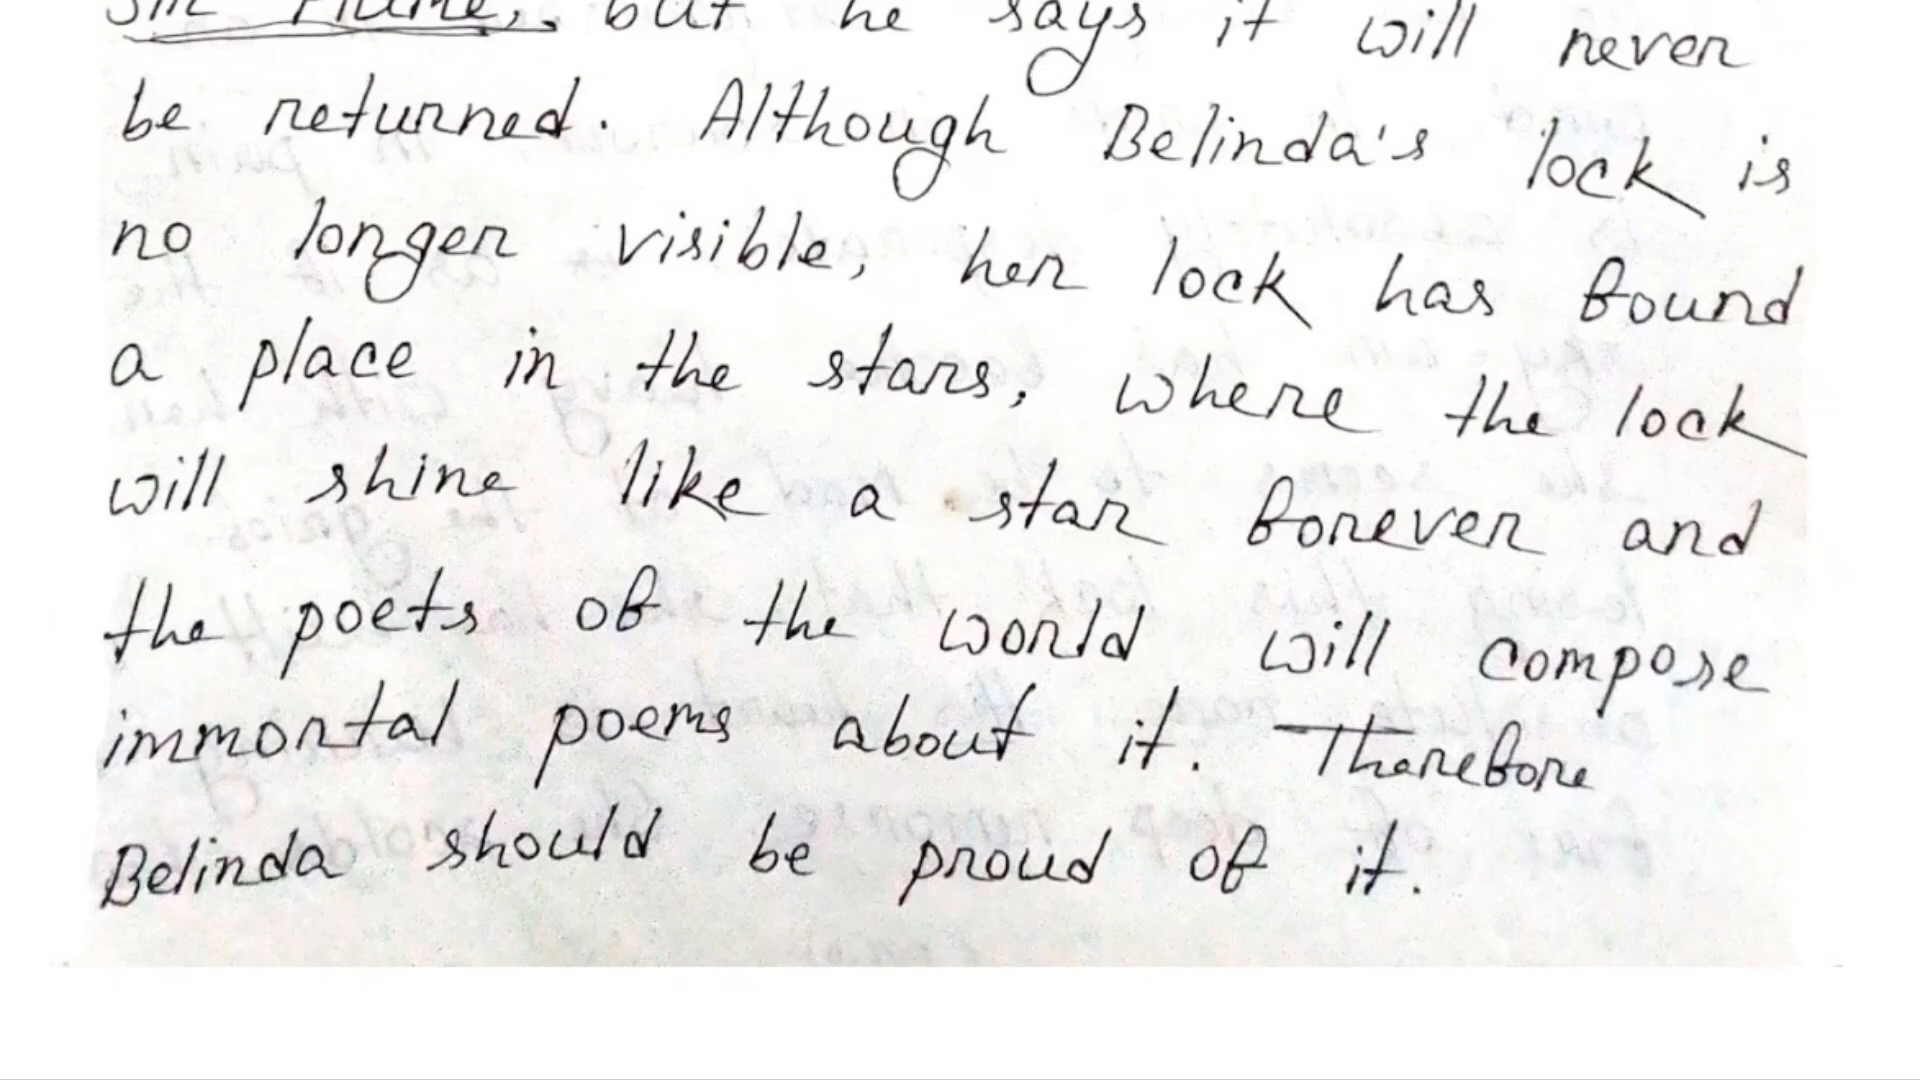 Sir Plume, but he says it will never
be returned. Although Belinda's lock is
no longer visible, her lock has found
a place in the stars, where the lock
will shine like a star forever and
the poets of the world will compose
immortal poems about it. Therefore
Belinda should be proud of it.